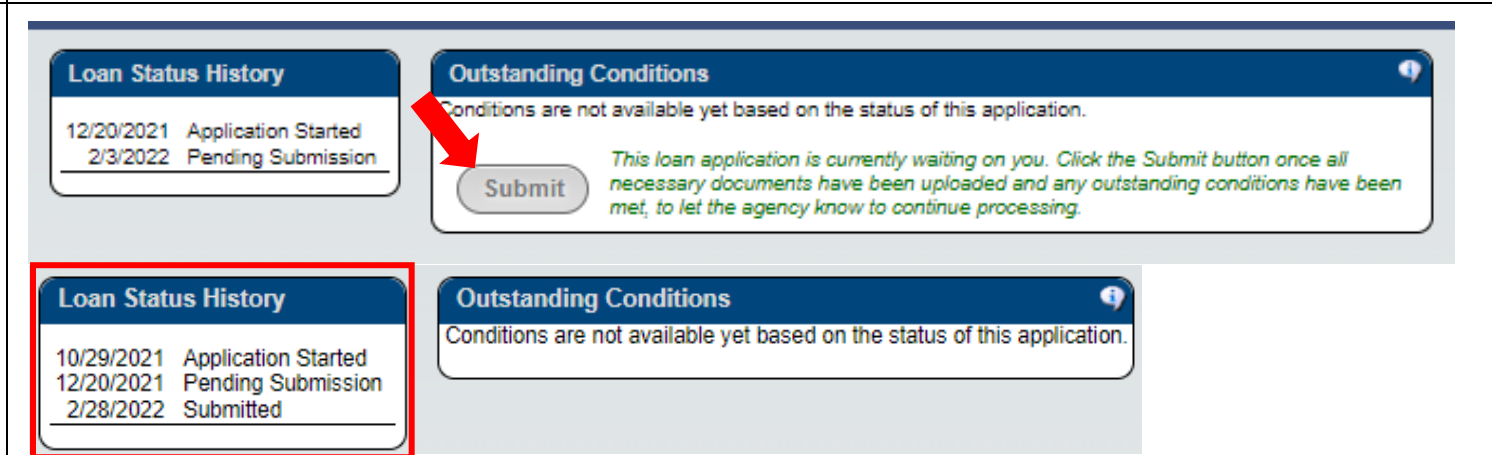 Loan Status History
12/20/2021 Application Started
2/3/2022 Pending Submission
Outstanding Conditions
Conditions are not available yet based on the status of this application.
Submit
This loan application is currently waiting on you. Click the Submit button once all
necessary documents have been uploaded and any outstanding conditions have been
met, to let the agency know to continue processing.
Loan Status History
10/29/2021 Application Started
12/20/2021 Pending Submission
2/28/2022 Submitted
Outstanding Conditions
Conditions are not available yet based on the status of this application.